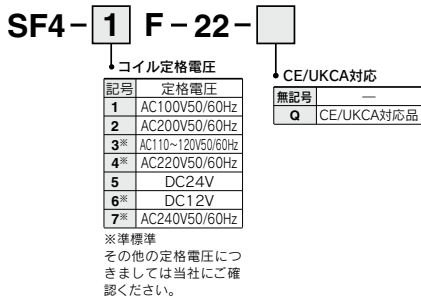 SF4-1 F-22-
コイル定格電圧
記号 定格電圧
1 AC100V50/60Hz
2 AC200V50/60Hz
3※ AC110～120V50/60Hz
4※ AC220V50/60Hz
5 DC24V
6※ DC12V
7※ AC240V50/60Hz
※準標準
その他の定格電圧につ
きましては当社にご確
認ください。
CE/UKCA対応
無記号 —
Q CE/UKCA対応品